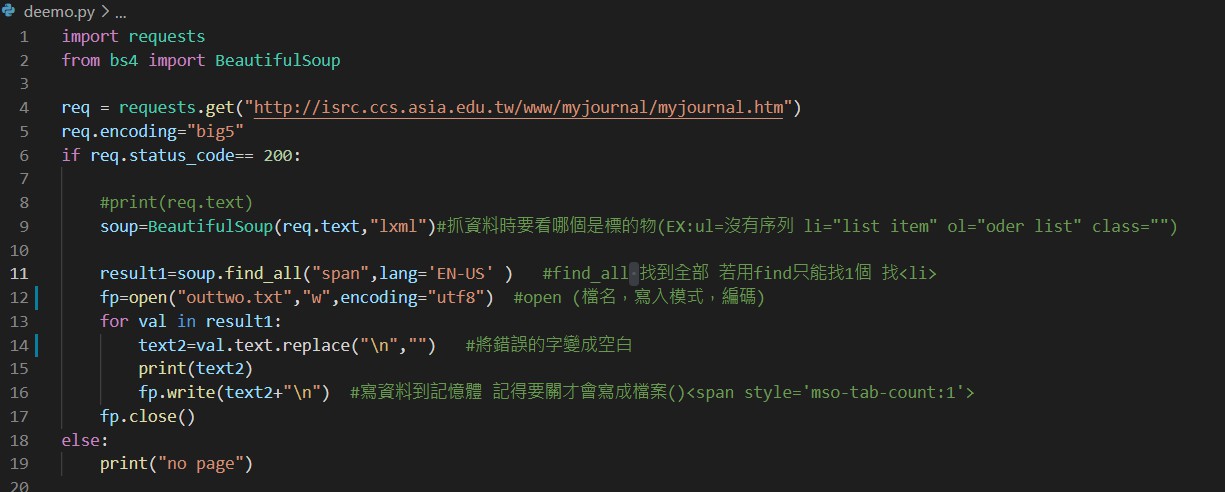 deemo.py > ...
1 import requests
2 from bs4 import BeautifulSoup
3
4 req = requests.get("http://isrc.ccs.asia.edu.tw/www/myjournal/myjournal.htm")
5 req.encoding="big5"
6 if req.status_code== 200:
7
8     #print(req.text)
9     soup=BeautifulSoup(req.text,"lxml")#抓資料時要看哪個是標的物(EX:ul=沒有序列 li="list item" ol="oder list" class="")
10
11     result1=soup.find_all("span",lang='EN-US' )   #find_all 找到全部 若用find只能找1個 找<li>
12     fp=open("outtwo.txt","w",encoding="utf8")  #open (檔名，寫入模式，編碼)
13     for val in result1:
14         text2=val.text.replace("\n","")   #將錯誤的字變成空白
15         print(text2)
16         fp.write(text2+"\n")  #寫資料到記憶體 記得要關才會寫成檔案()<span style='mso-tab-count:1'>
17     fp.close()
18 else:
19     print("no page")
20